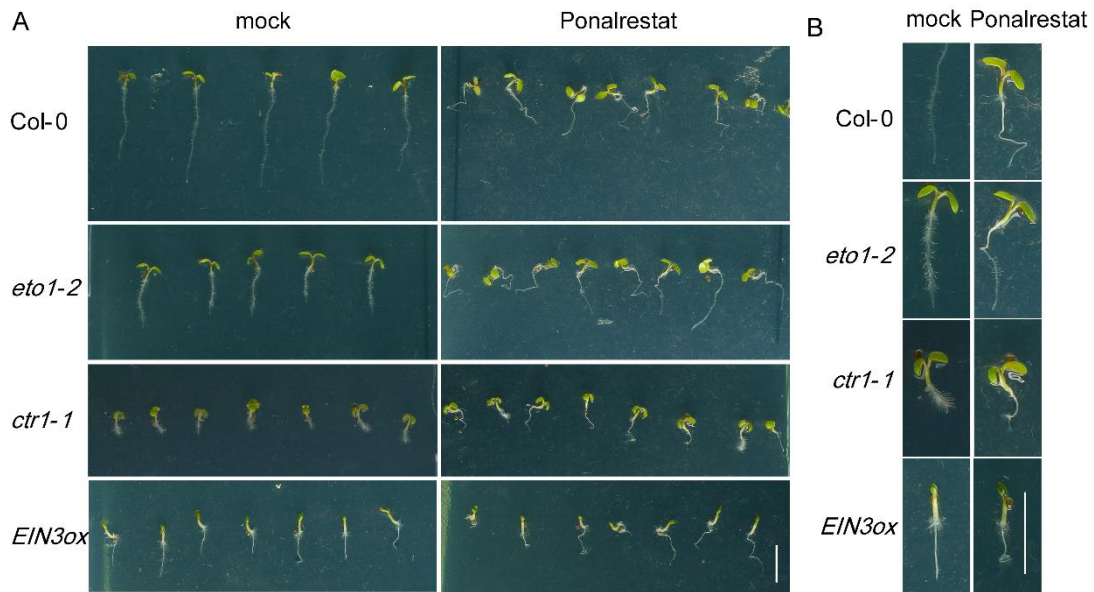 A
mock
Ponalrestat
B
mock Ponalrestat
Col-0
Col-0
eto1-2
eto1-2
ctr1-1
ctr1-1
EIN3ox
EIN3ox